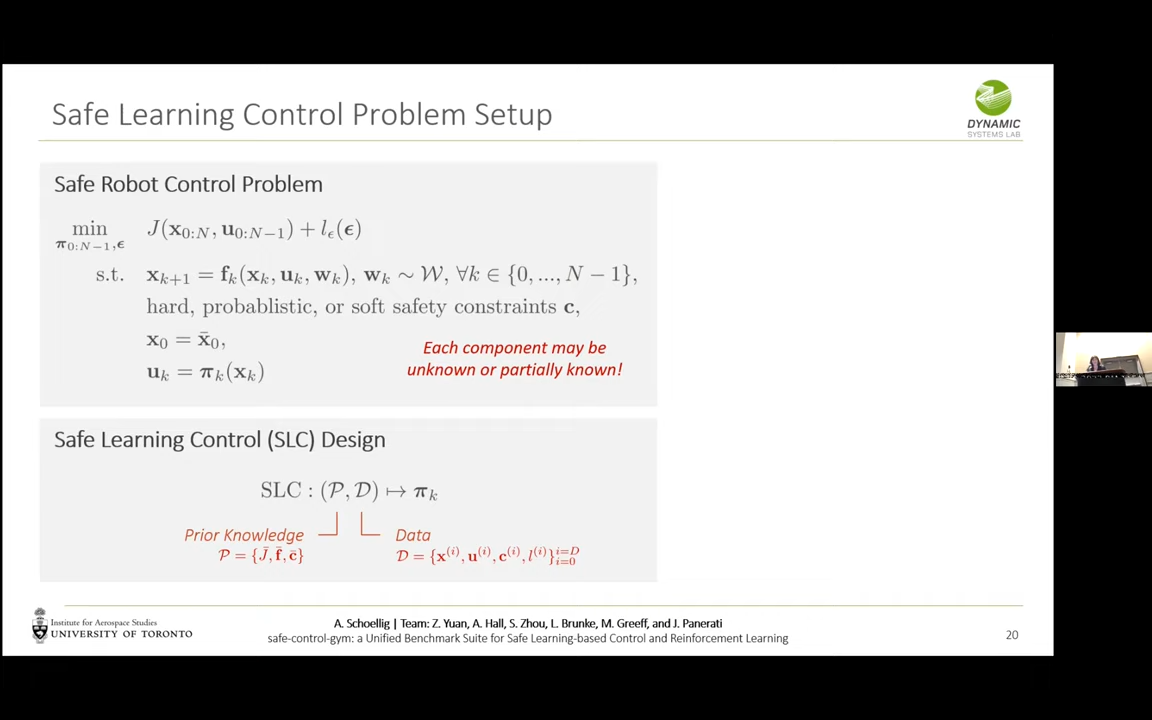 Safe Learning Control Problem Setup
DYNAMIC
SYSTEMS LAB
Safe Robot Control Problem
min J(x₀:N, u₀:N−1) + lϵ(ϵ)
π₀:N−1,ϵ
s.t. xₖ₊₁ = fₖ(xₖ, uₖ, wₖ), wₖ ∼ 𝒲, ∀k ∈ {0, ..., N − 1},
hard, probablistic, or soft safety constraints c,
x₀ = x̄₀,
uₖ = πₖ(xₖ)
Each component may be
unknown or partially known!
Safe Learning Control (SLC) Design
SLC : (𝒫, 𝒟) ↦ πₖ
Prior Knowledge
𝒫 = {J̄, f̄, c̄}
Data
𝒟 = {x⁽ⁱ⁾, u⁽ⁱ⁾, c⁽ⁱ⁾, l⁽ⁱ⁾}ᵢ₌₀ⁱ⁼ᴰ
Institute for Aerospace Studies
UNIVERSITY OF TORONTO
A. Schoellig | Team: Z. Yuan, A. Hall, S. Zhou, L. Brunke, M. Greeff, and J. Panerati
safe-control-gym: a Unified Benchmark Suite for Safe Learning-based Control and Reinforcement Learning
20